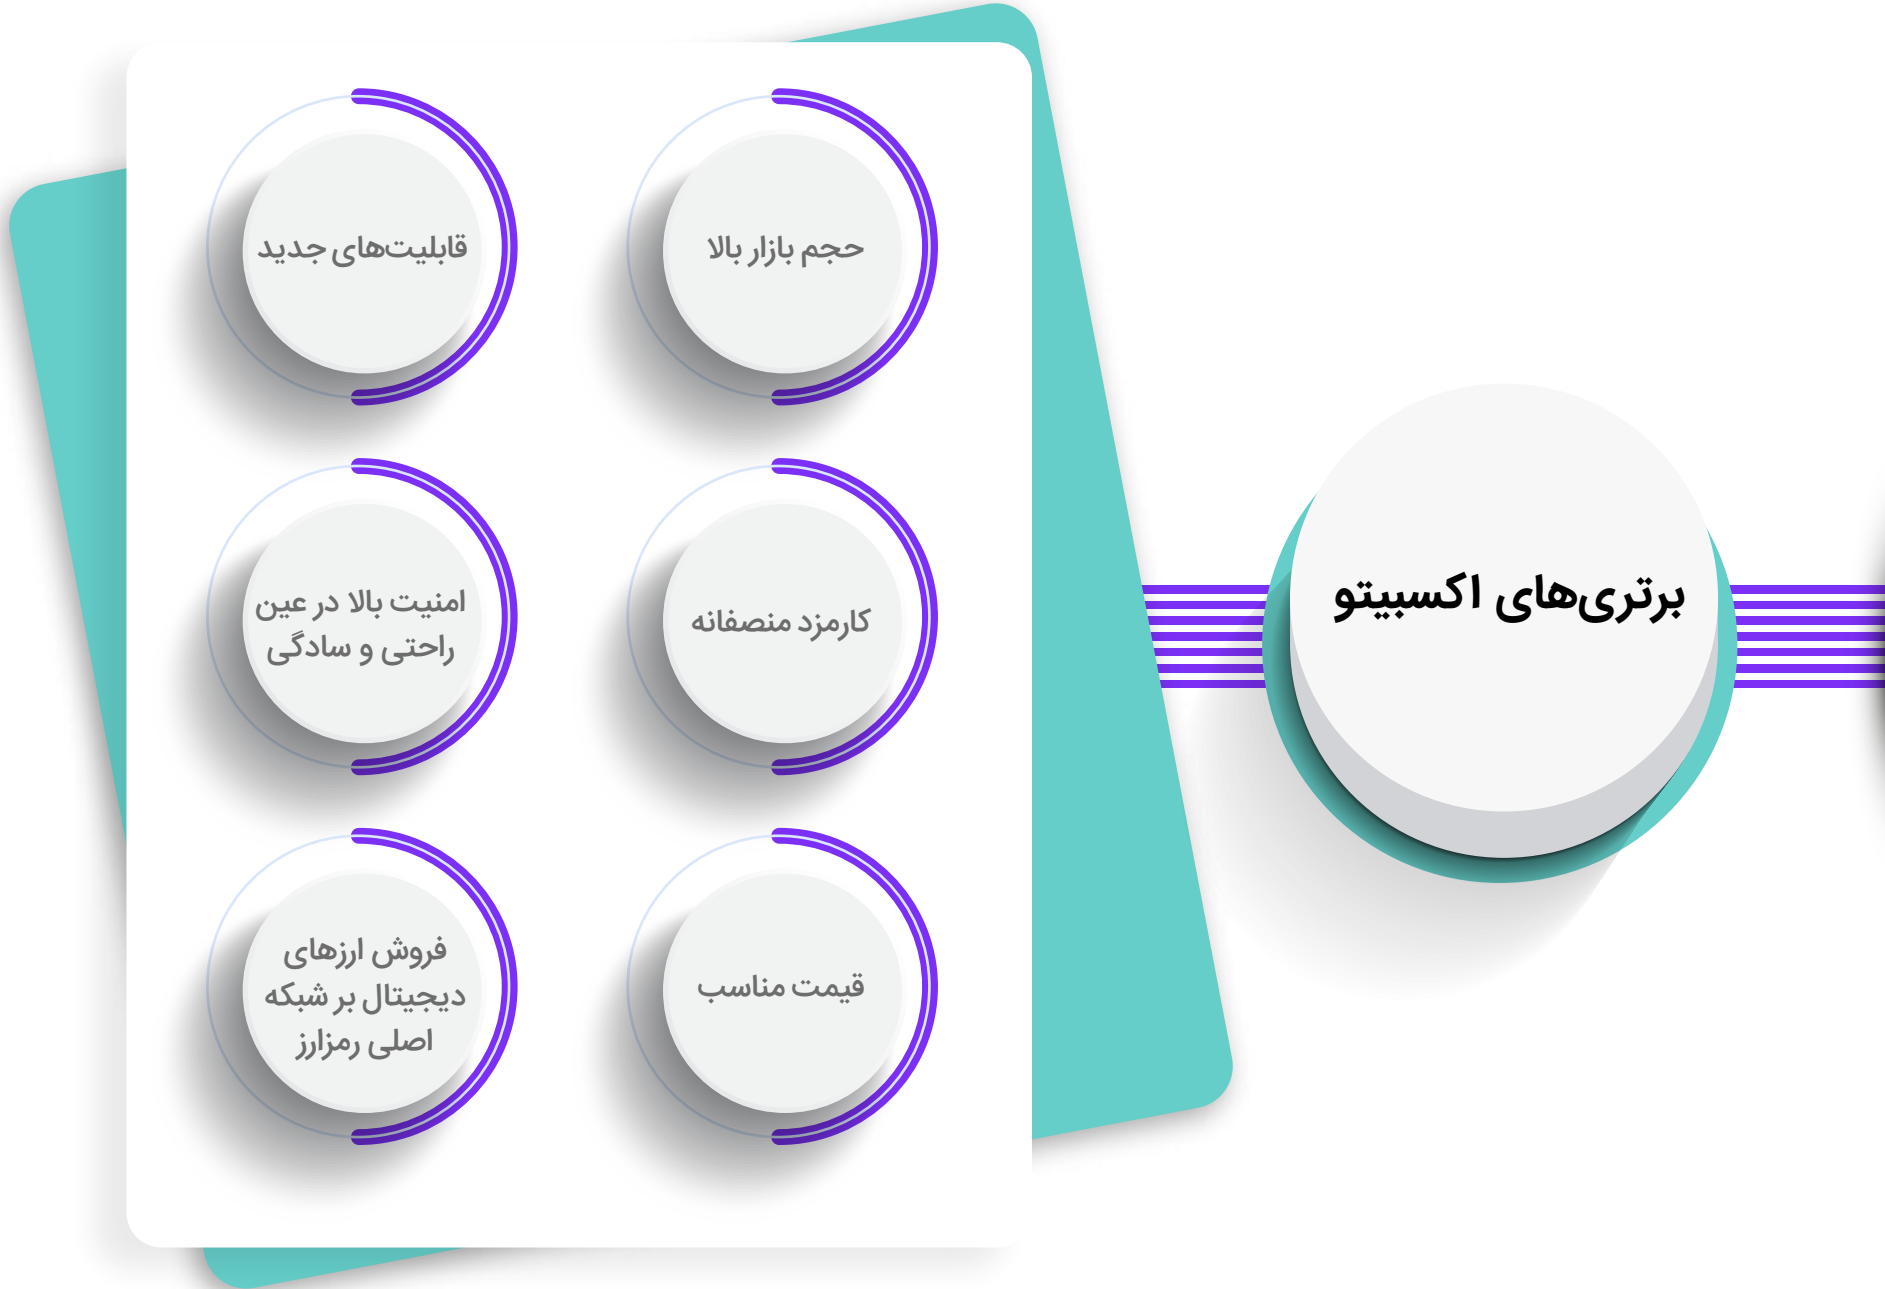 برتری‌های اکسبیتو
حجم بازار بالا
قابلیت‌های جدید
کارمزد منصفانه
امنیت بالا در عین
راحتی و سادگی
قیمت مناسب
فروش ارزهای
دیجیتال بر شبکه
اصلی رمزارز